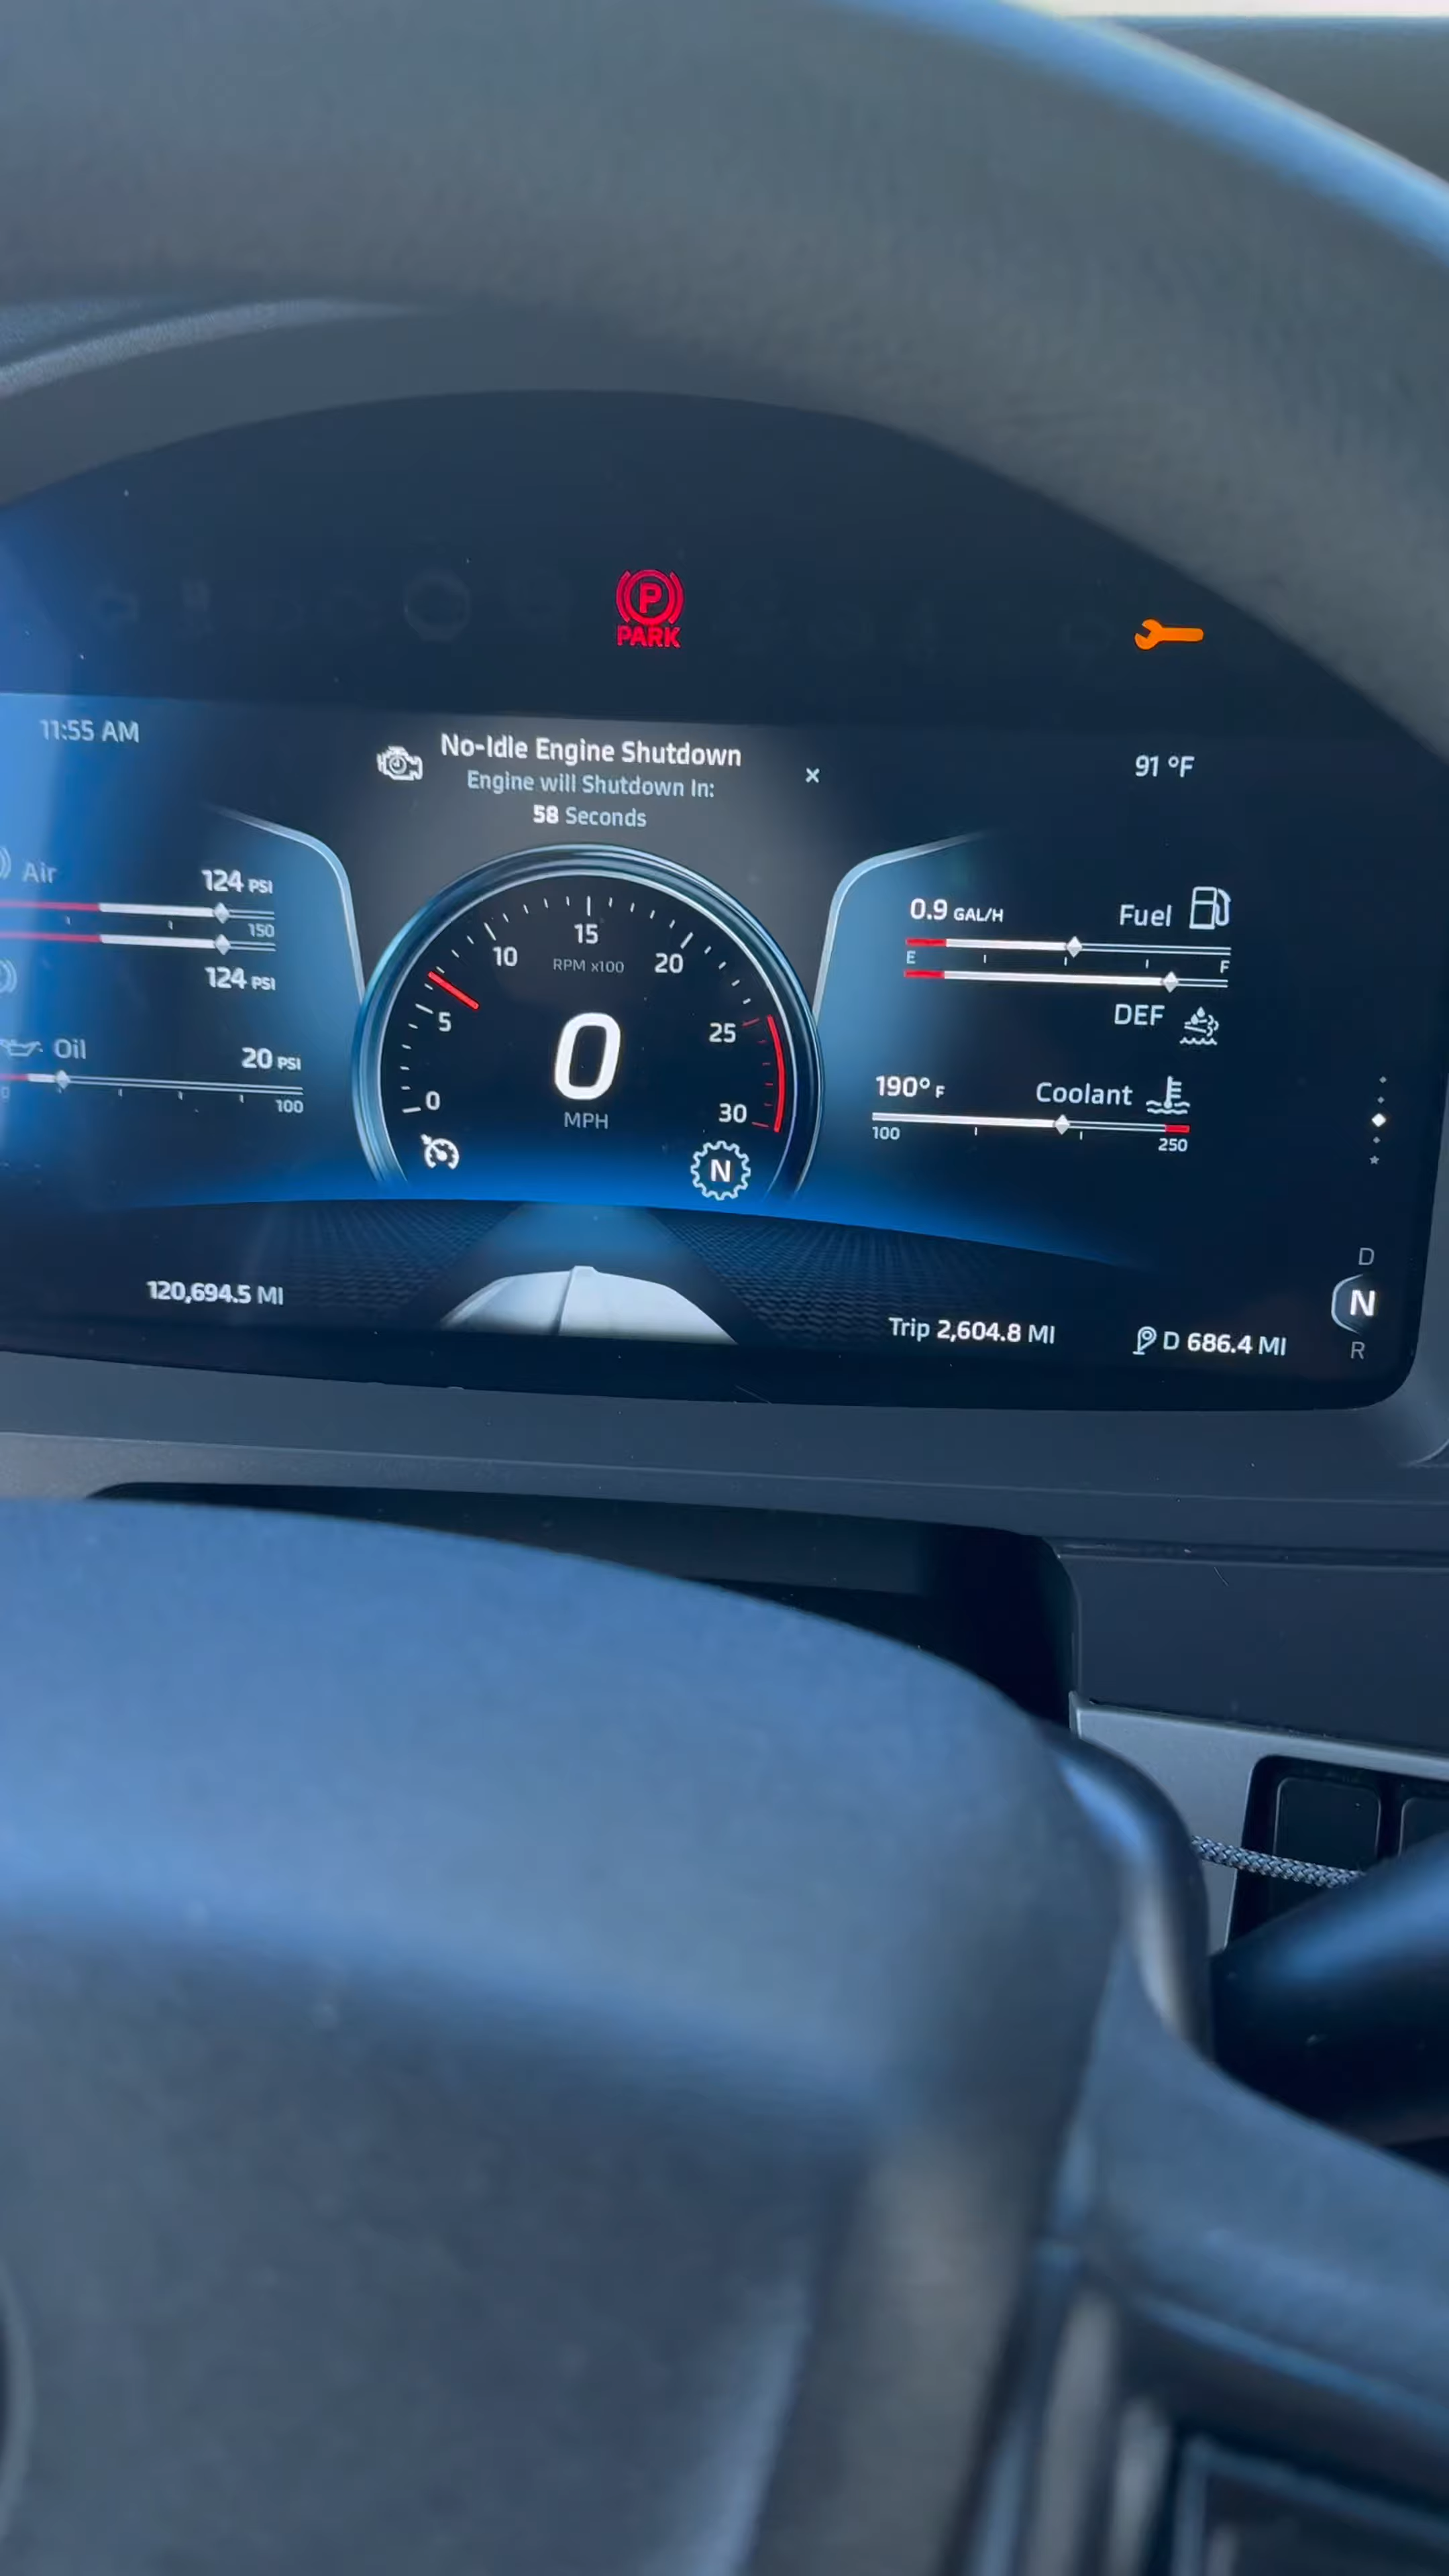 P
PARK
11:55 AM
No-Idle Engine Shutdown
Engine will Shutdown In:
58 Seconds
×
91 °F
Air
124 PSI
150
124 PSI
Oil
20 PSI
0
100
0
5
10
15
20
25
30
RPM x100
0
MPH
N
0.9 GAL/H
Fuel
E
F
DEF
190° F
Coolant
100
250
120,694.5 MI
Trip 2,604.8 MI
D 686.4 MI
D
N
R